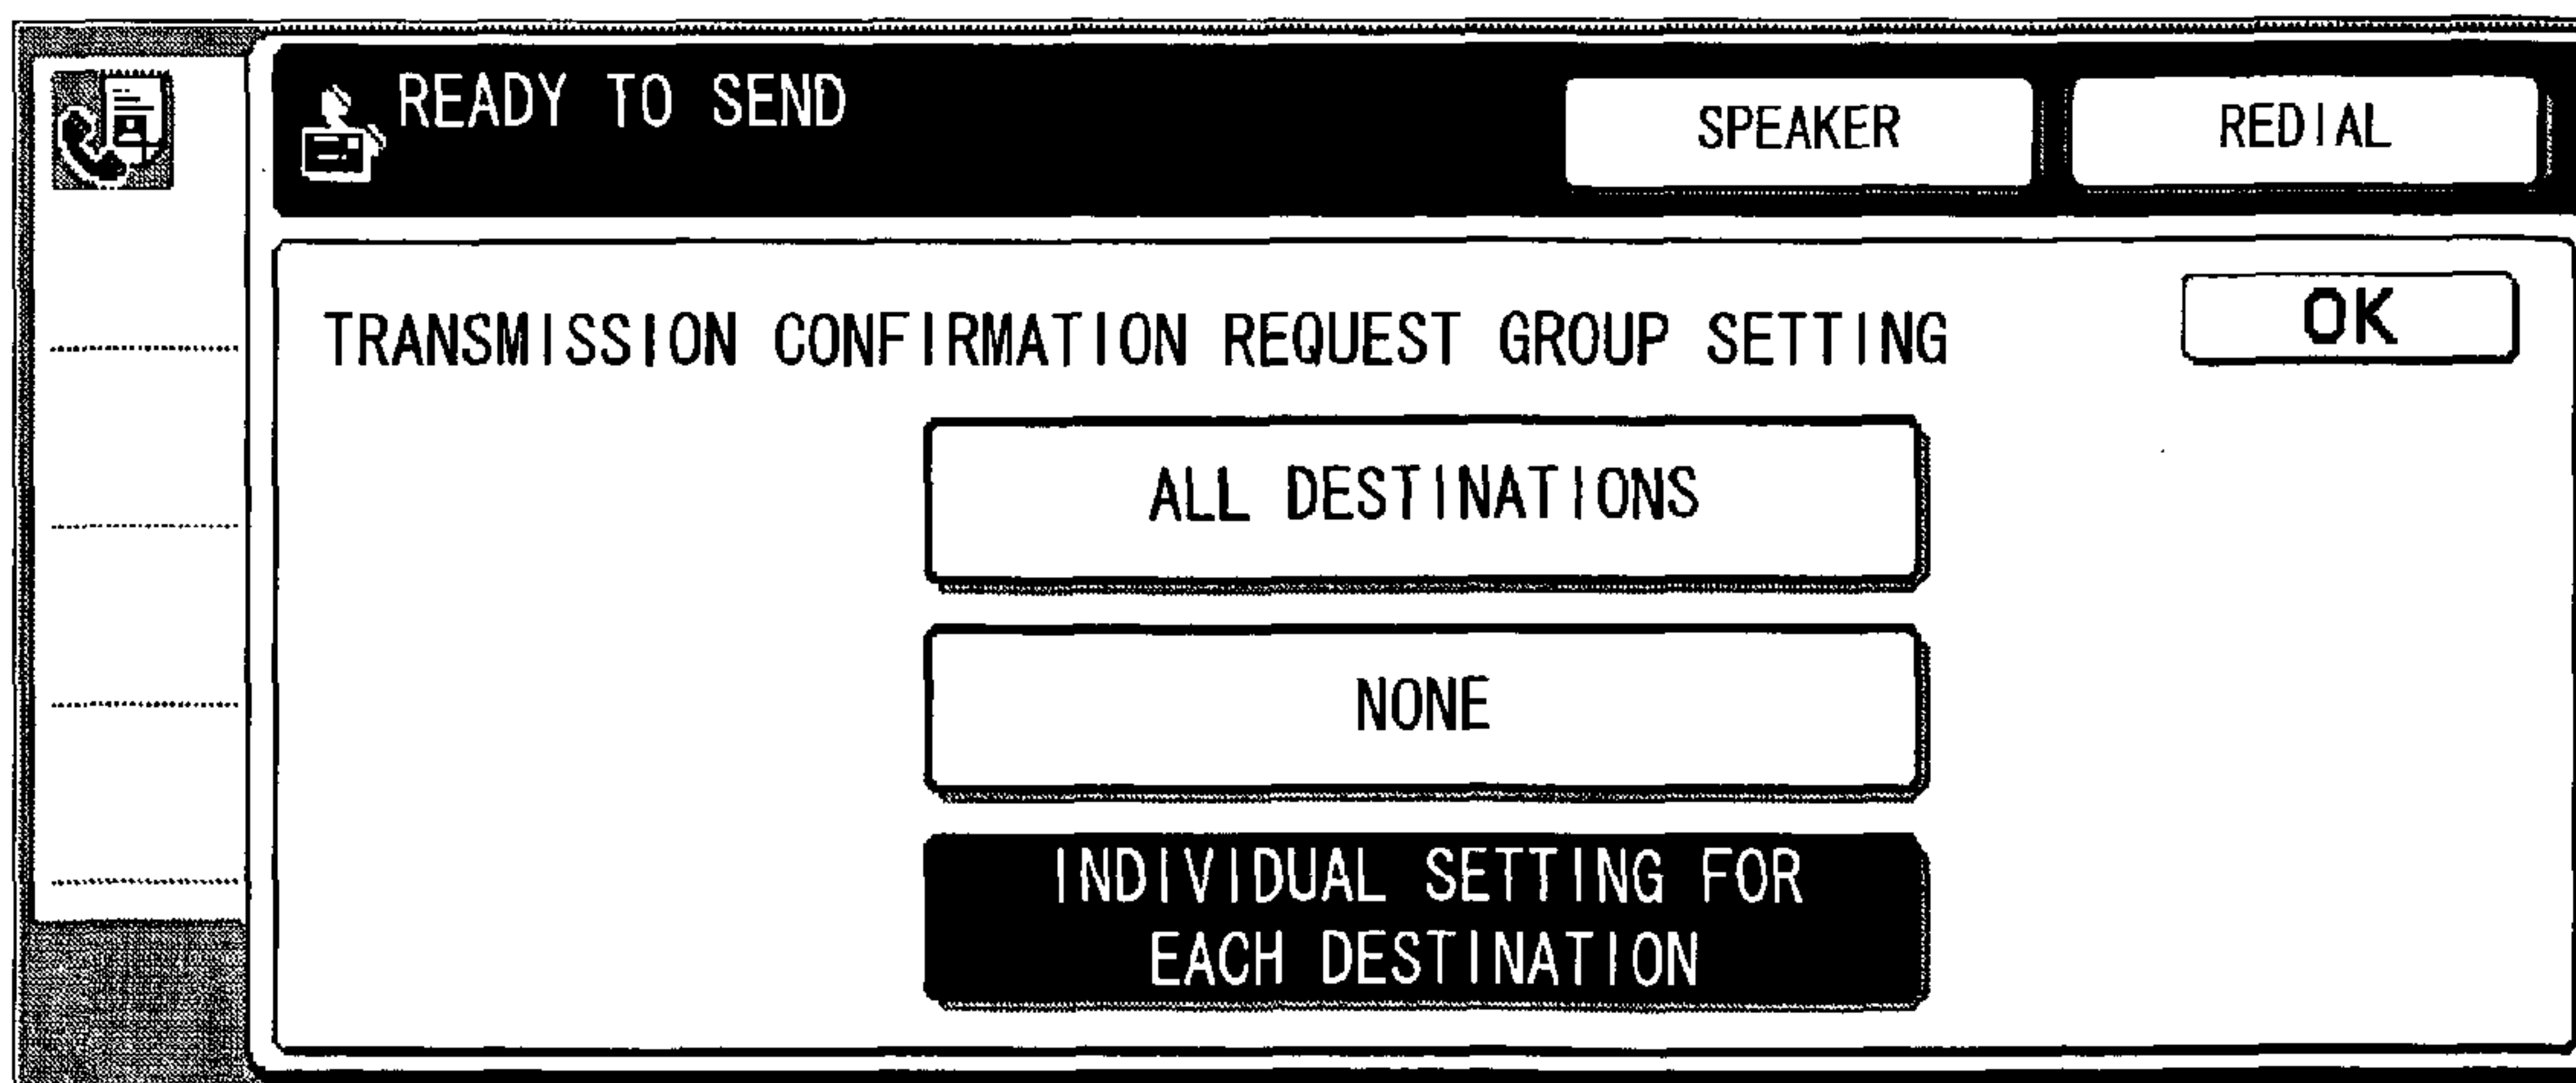 READY TO SEND
SPEAKER
REDIAL
TRANSMISSION CONFIRMATION REQUEST GROUP SETTING
OK
ALL DESTINATIONS
NONE
INDIVIDUAL SETTING FOR
EACH DESTINATION